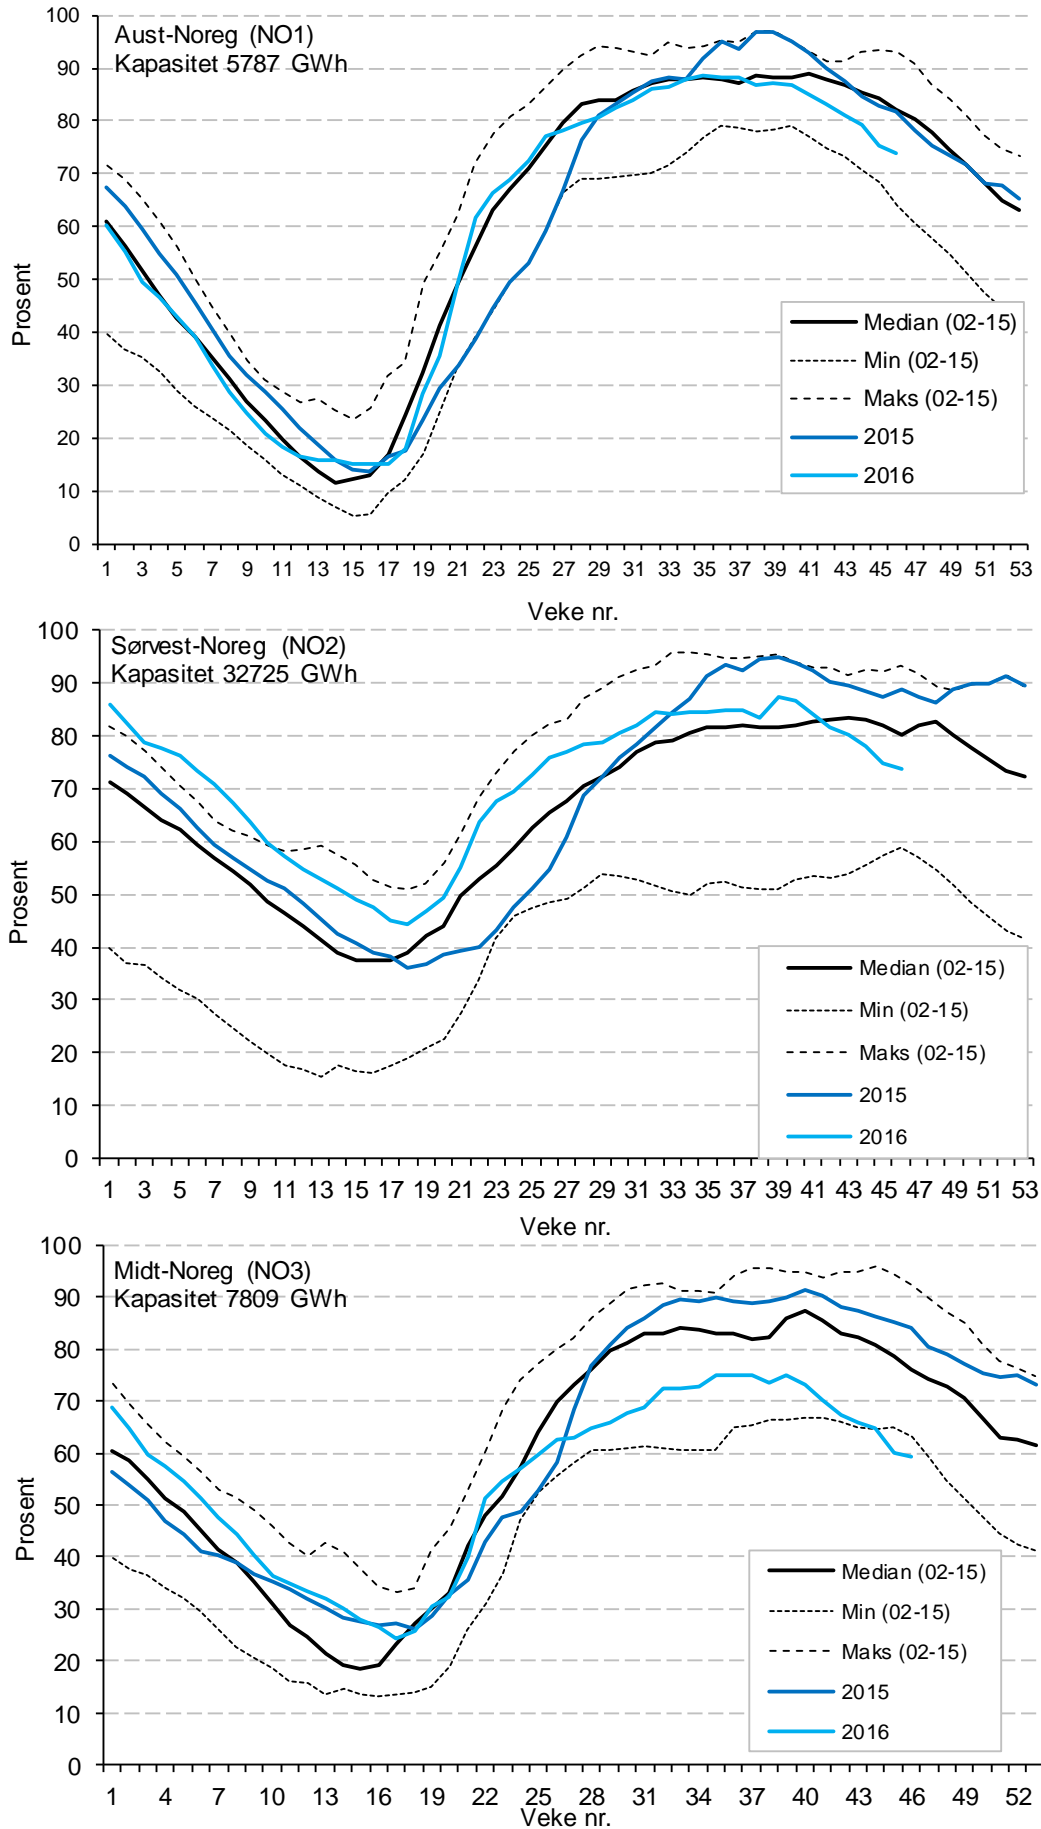 Aust-Noreg (NO1)
Kapasitet 5787 GWh
100
90
80
70
60
50
40
30
20
10
0
Prosent
Median (02-15)
Min (02-15)
Maks (02-15)
2015
2016
1 3 5 7 9 11 13 15 17 19 21 23 25 27 29 31 33 35 37 39 41 43 45 47 49 51 53
Veke nr.
Sørvest-Noreg (NO2)
Kapasitet 32725 GWh
100
90
80
70
60
50
40
30
20
10
0
Prosent
Median (02-15)
Min (02-15)
Maks (02-15)
2015
2016
1 3 5 7 9 11 13 15 17 19 21 23 25 27 29 31 33 35 37 39 41 43 45 47 49 51 53
Veke nr.
Midt-Noreg (NO3)
Kapasitet 7809 GWh
100
90
80
70
60
50
40
30
20
10
0
Prosent
Median (02-15)
Min (02-15)
Maks (02-15)
2015
2016
1 4 7 10 13 16 19 22 25 28 31 34 37 40 43 46 49 52
Veke nr.